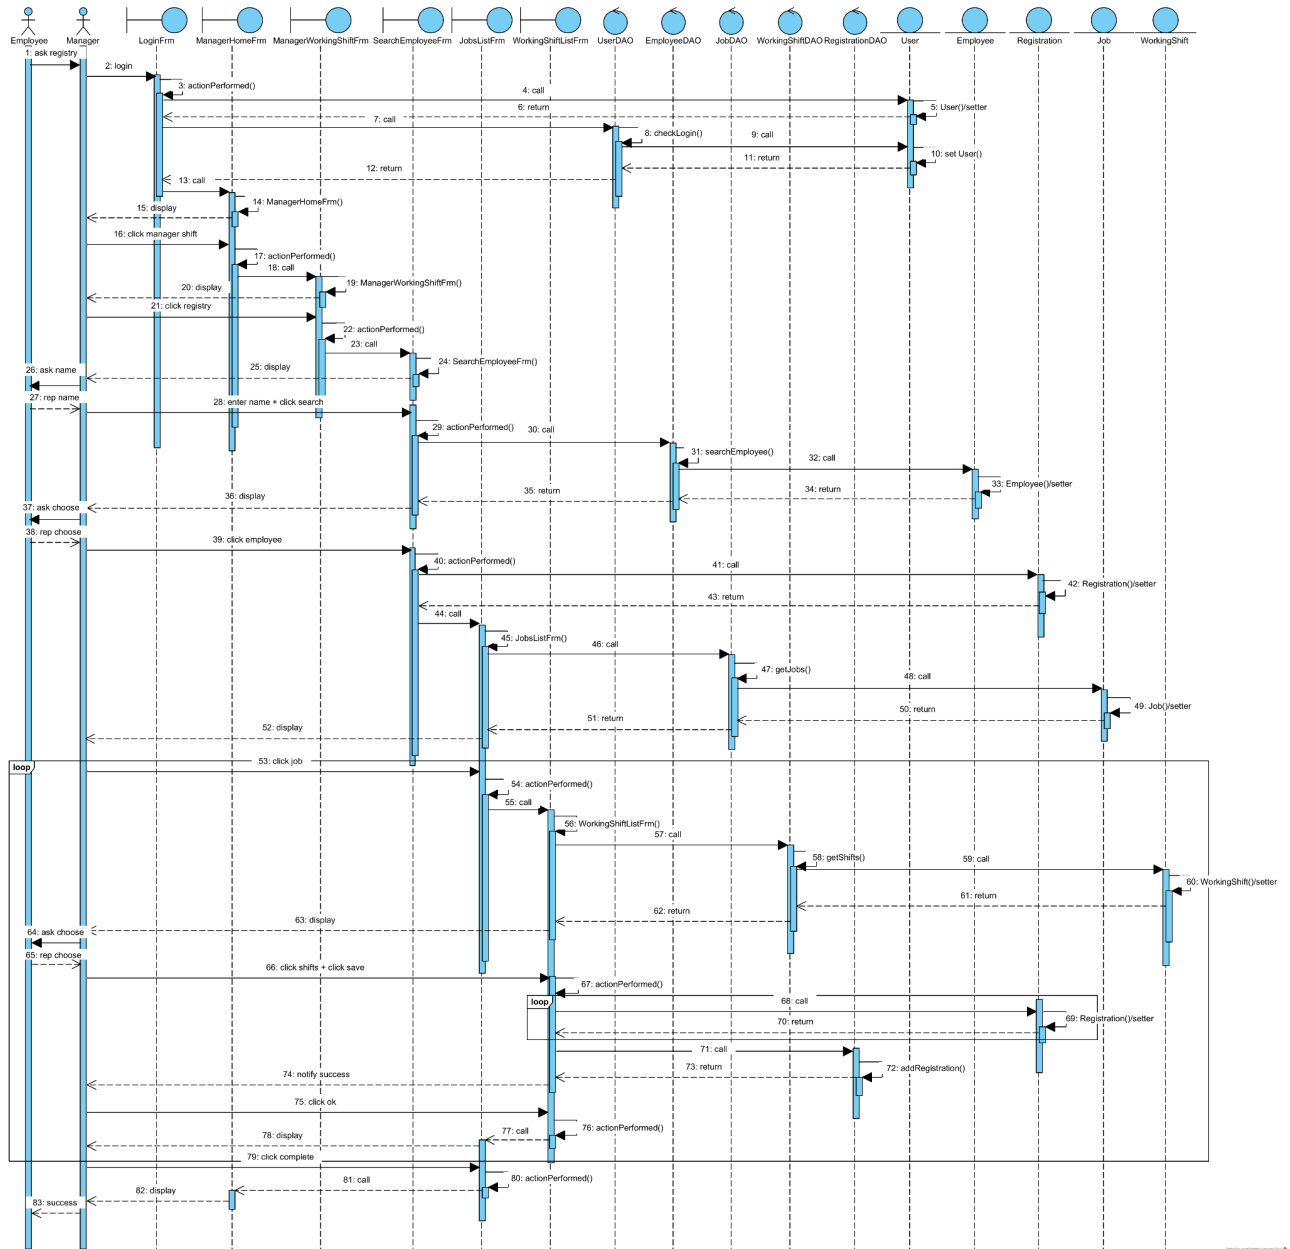 Employee
Manager
LoginFrm
ManagerHomeFrm
ManagerWorkingShiftFrm
SearchEmployeeFrm
JobsListFrm
WorkingShiftListFrm
UserDAO
EmployeeDAO
JobDAO
WorkingShiftDAO
RegistrationDAO
User
Employee
Registration
Job
WorkingShift
1: ask registry
2: login
3: actionPerformed()
4: call
5: User()/setter
6: return
7: call
8: checkLogin()
9: call
10: set User()
11: return
12: return
13: call
14: ManagerHomeFrm()
15: display
16: click manager shift
17: actionPerformed()
18: call
19: ManagerWorkingShiftFrm()
20: display
21: click registry
22: actionPerformed()
23: call
24: SearchEmployeeFrm()
25: display
26: ask name
27: rep name
28: enter name + click search
29: actionPerformed()
30: call
31: searchEmployee()
32: call
33: Employee()/setter
34: return
35: return
36: display
37: ask choose
38: rep choose
39: click employee
40: actionPerformed()
41: call
42: Registration()/setter
43: return
44: call
45: JobsListFrm()
46: call
47: getJobs()
48: call
49: Job()/setter
50: return
51: return
52: display
loop
53: click job
54: actionPerformed()
55: call
56: WorkingShiftListFrm()
57: call
58: getShifts()
59: call
60: WorkingShift()/setter
61: return
62: return
63: display
64: ask choose
65: rep choose
66: click shifts + click save
67: actionPerformed()
loop
68: call
69: Registration()/setter
70: return
71: call
72: addRegistration()
73: return
74: notify success
75: click ok
76: actionPerformed()
77: call
78: display
79: click complete
80: actionPerformed()
81: call
82: display
83: success